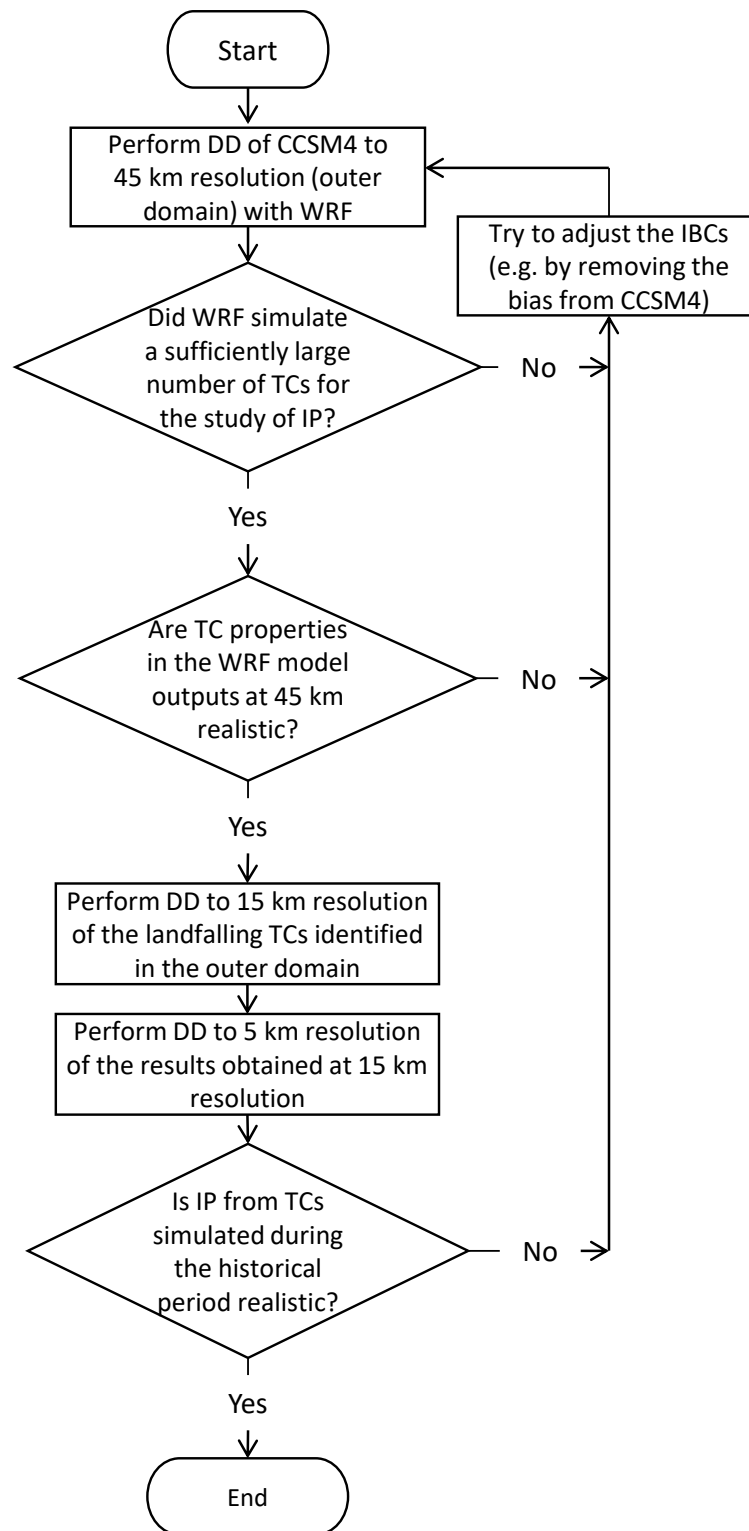 Start
Perform DD of CCSM4 to
45 km resolution (outer
domain) with WRF
Try to adjust the IBCs
(e.g. by removing the
bias from CCSM4)
Did WRF simulate
a sufficiently large
number of TCs for
the study of IP?
No
Yes
Are TC properties
in the WRF model
outputs at 45 km
realistic?
No
Yes
Perform DD to 15 km resolution
of the landfalling TCs identified
in the outer domain
Perform DD to 5 km resolution
of the results obtained at 15 km
resolution
Is IP from TCs
simulated during
the historical
period realistic?
No
Yes
End